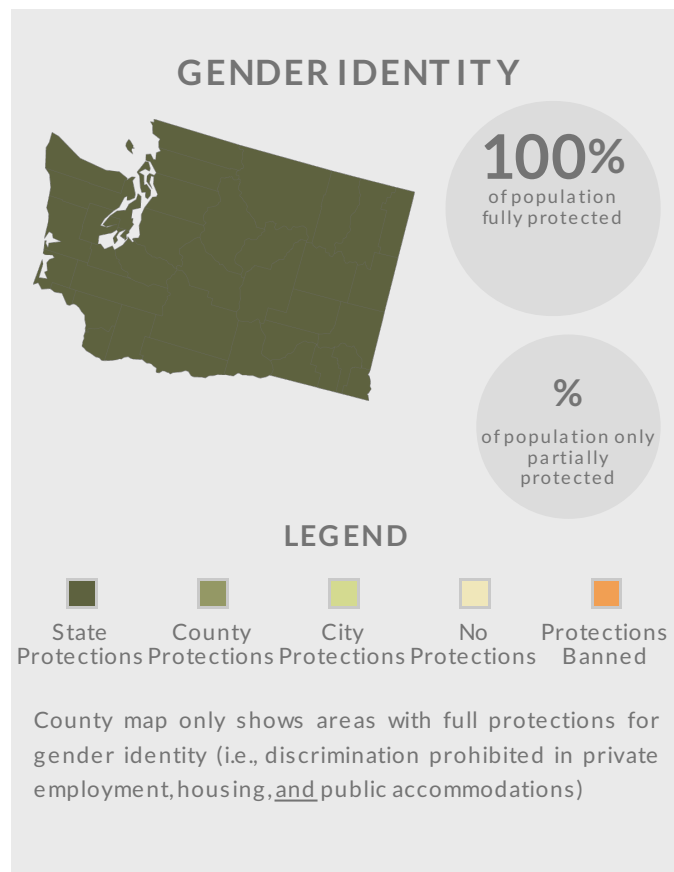 GENDER IDENTITY
100%
of population
fully protected
%
of population only
partially
protected
LEGEND
State
Protections
County
Protections
City
Protections
No
Protections
Protections
Banned
County map only shows areas with full protections for
gender identity (i.e., discrimination prohibited in private
employment, housing, and public accommodations)